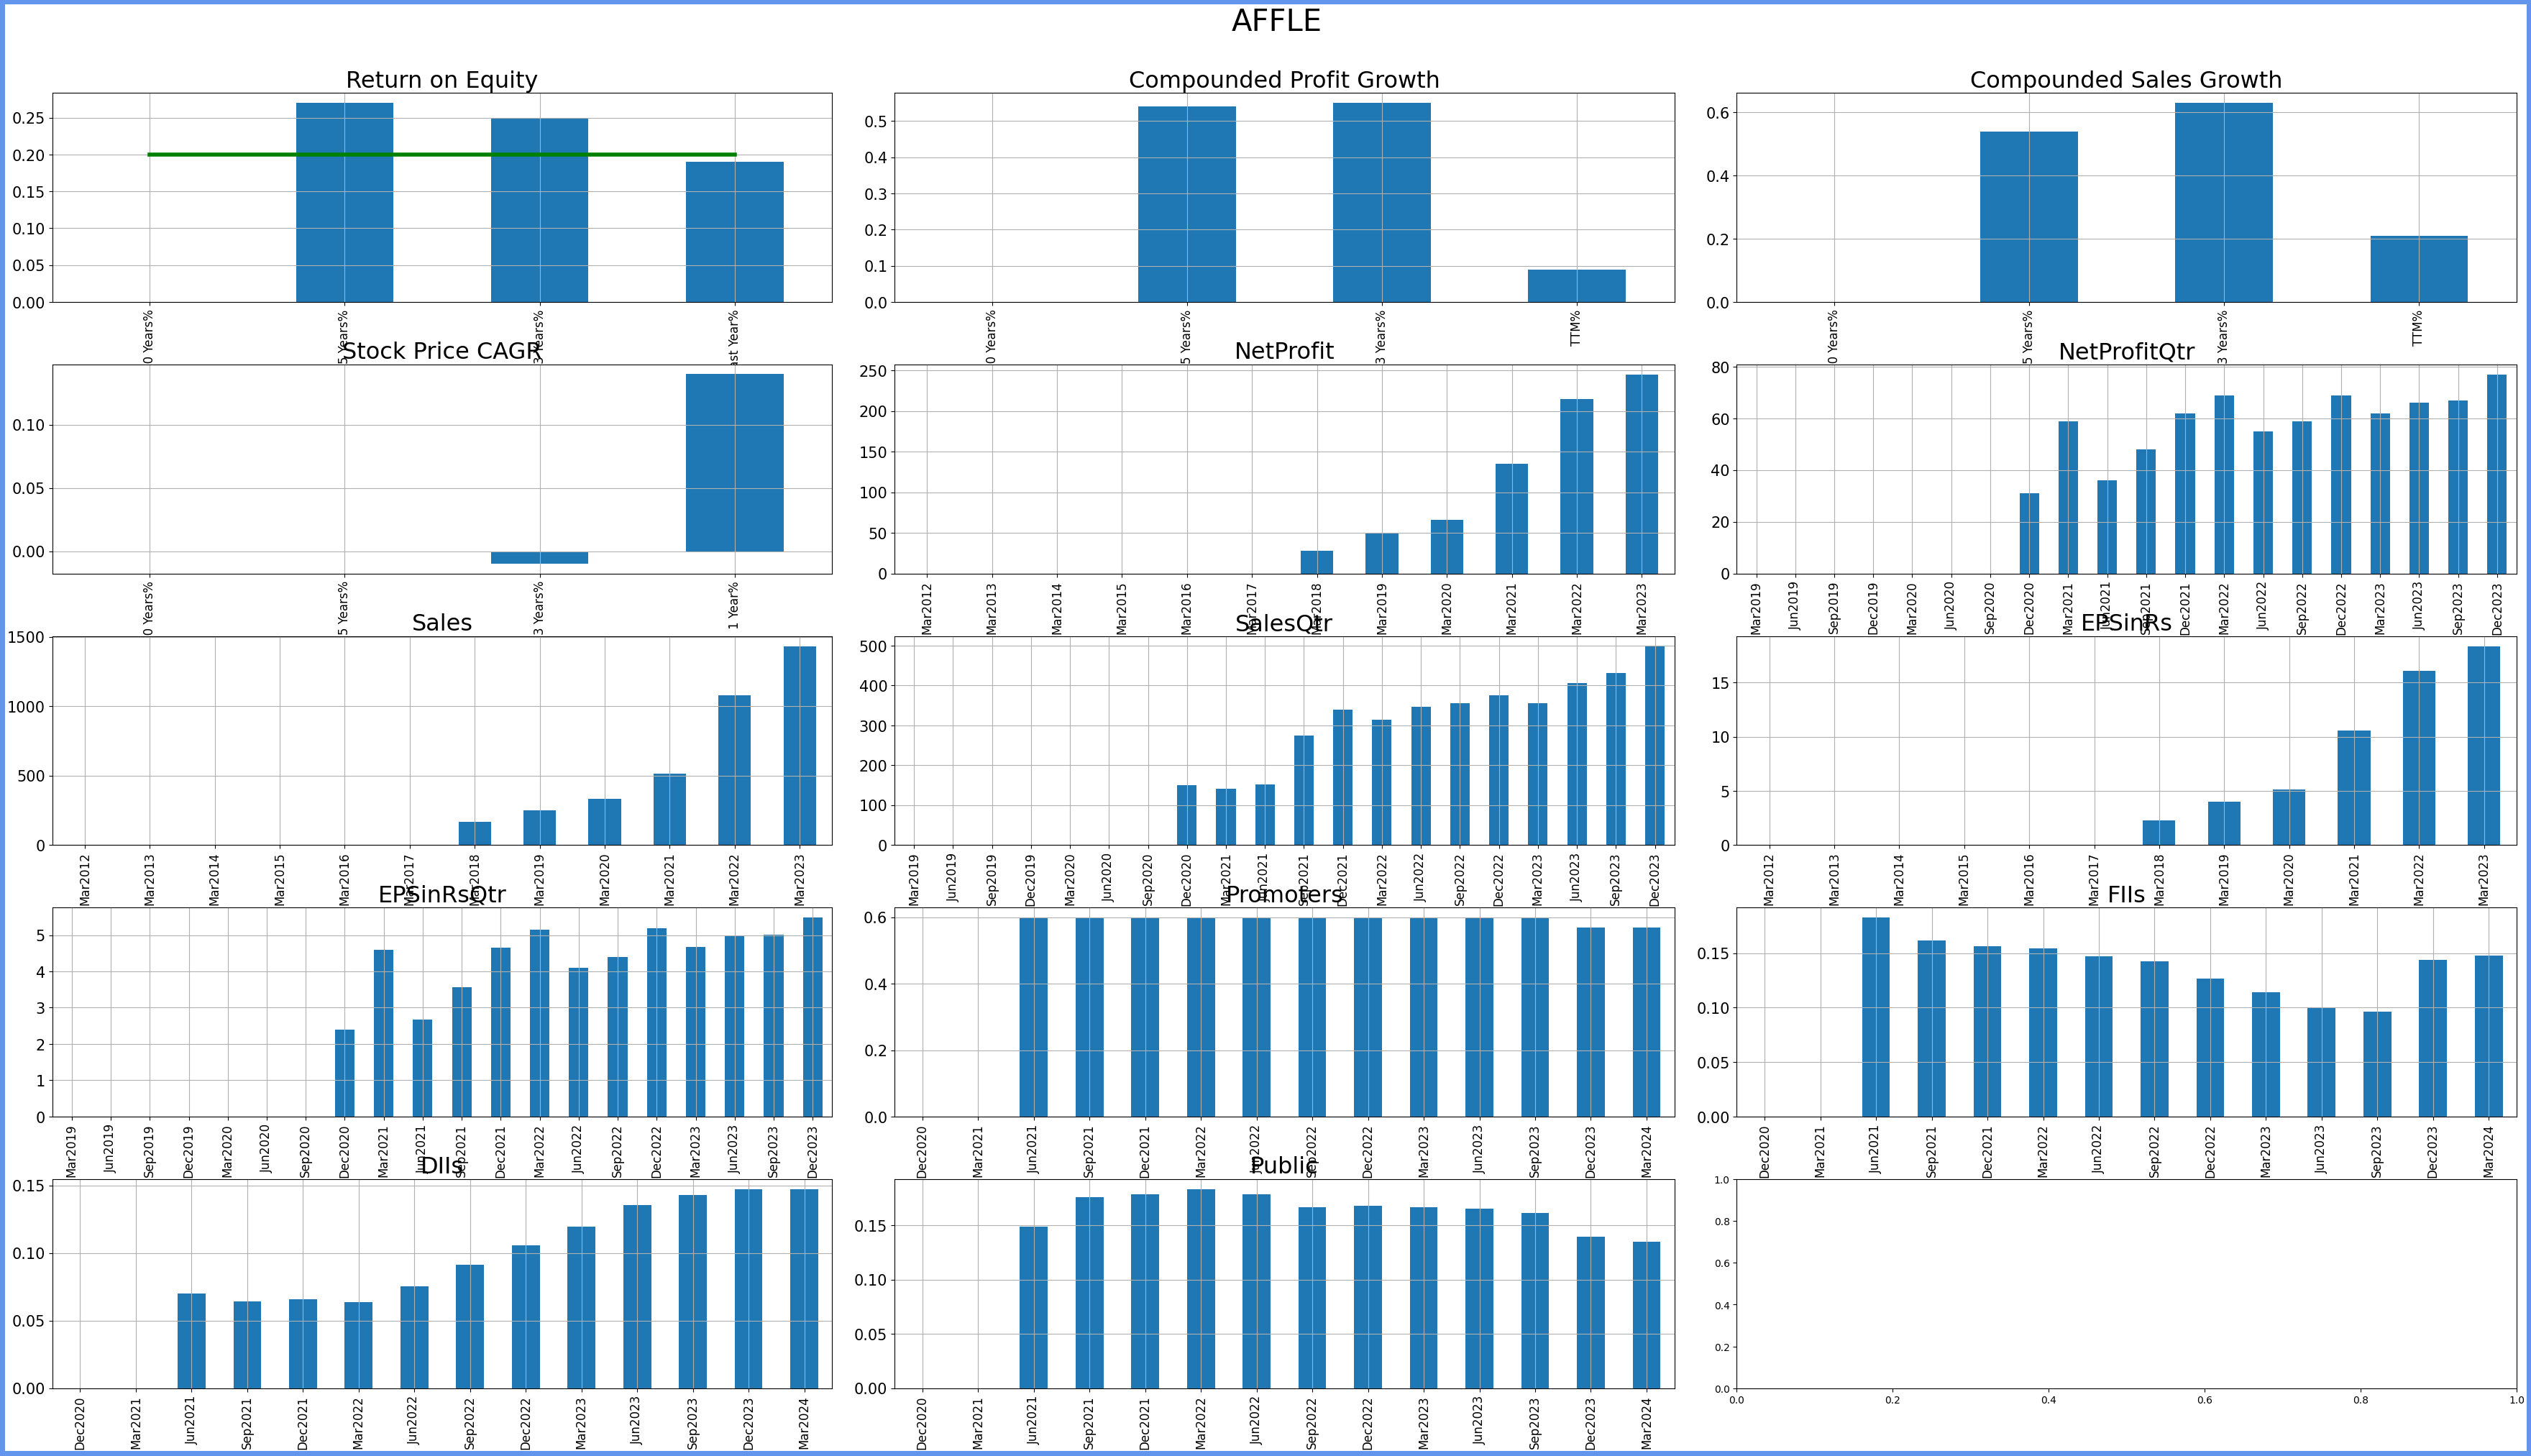 AFFLE
Return on Equity
0.25
0.20
0.15
0.10
0.05
0.00
0 Years% 5 Years% 3 Years% ast Year%
Compounded Profit Growth
0.5
0.4
0.3
0.2
0.1
0.0
0 Years% 5 Years% 3 Years% TTM%
Compounded Sales Growth
0.6
0.4
0.2
0.0
0 Years% 5 Years% 3 Years% TTM%
Stock Price CAGR
0.10
0.05
0.00
0 Years% 5 Years% 3 Years% 1 Year%
NetProfit
250
200
150
100
50
0
Mar2012 Mar2013 Mar2014 Mar2015 Mar2016 Mar2017 Mar2018 Mar2019 Mar2020 Mar2021 Mar2022 Mar2023
NetProfitQtr
80
60
40
20
0
Mar2019 Jun2019 Sep2019 Dec2019 Mar2020 Jun2020 Sep2020 Dec2020 Mar2021 Jun2021 Sep2021 Dec2021 Mar2022 Jun2022 Sep2022 Dec2022 Mar2023 Jun2023 Sep2023 Dec2023
Sales
1500
1000
500
0
Mar2012 Mar2013 Mar2014 Mar2015 Mar2016 Mar2017 Mar2018 Mar2019 Mar2020 Mar2021 Mar2022 Mar2023
SalesQtr
500
400
300
200
100
0
Mar2019 Jun2019 Sep2019 Dec2019 Mar2020 Jun2020 Sep2020 Dec2020 Mar2021 Jun2021 Sep2021 Dec2021 Mar2022 Jun2022 Sep2022 Dec2022 Mar2023 Jun2023 Sep2023 Dec2023
EPSinRs
15
10
5
0
Mar2012 Mar2013 Mar2014 Mar2015 Mar2016 Mar2017 Mar2018 Mar2019 Mar2020 Mar2021 Mar2022 Mar2023
EPSinRsQtr
5
4
3
2
1
0
Mar2019 Jun2019 Sep2019 Dec2019 Mar2020 Jun2020 Sep2020 Dec2020 Mar2021 Jun2021 Sep2021 Dec2021 Mar2022 Jun2022 Sep2022 Dec2022 Mar2023 Jun2023 Sep2023 Dec2023
Promoters
0.6
0.4
0.2
0.0
Dec2020 Mar2021 Jun2021 Sep2021 Dec2021 Mar2022 Jun2022 Sep2022 Dec2022 Mar2023 Jun2023 Sep2023 Dec2023 Mar2024
FIIs
0.15
0.10
0.05
0.00
Dec2020 Mar2021 Jun2021 Sep2021 Dec2021 Mar2022 Jun2022 Sep2022 Dec2022 Mar2023 Jun2023 Sep2023 Dec2023 Mar2024
DIIs
0.15
0.10
0.05
0.00
Dec2020 Mar2021 Jun2021 Sep2021 Dec2021 Mar2022 Jun2022 Sep2022 Dec2022 Mar2023 Jun2023 Sep2023 Dec2023 Mar2024
Public
0.15
0.10
0.05
0.00
Dec2020 Mar2021 Jun2021 Sep2021 Dec2021 Mar2022 Jun2022 Sep2022 Dec2022 Mar2023 Jun2023 Sep2023 Dec2023 Mar2024
1.0
0.8
0.6
0.4
0.2
0.0
0.0 0.2 0.4 0.6 0.8 1.0